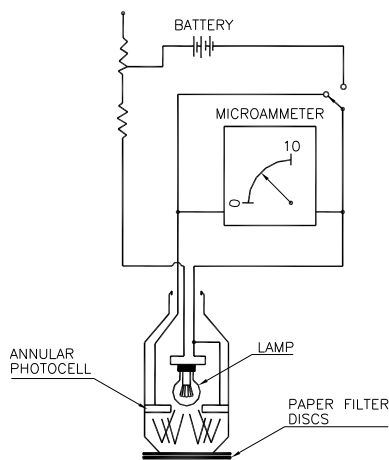 BATTERY
MICROAMMETER
10
0
LAMP
ANNULAR
PHOTOCELL
PAPER FILTER
DISCS